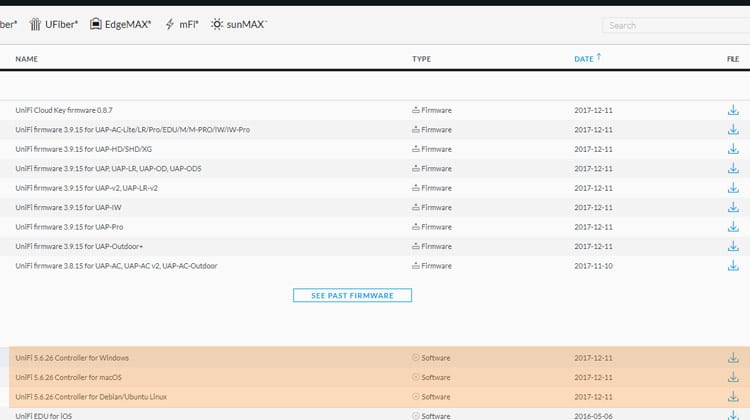 ber® UFiber® EdgeMAX® mFi® sunMAX™ Search
NAME TYPE DATE FILE
UniFi Cloud Key firmware 0.8.7 Firmware 2017-12-11
UniFi firmware 3.9.15 for UAP-AC-Lite/LR/Pro/EDU/M/M-PRO/IW/IW-Pro Firmware 2017-12-11
UniFi firmware 3.9.15 for UAP-HD/SHD/XG Firmware 2017-12-11
UniFi firmware 3.9.15 for UAP, UAP-LR, UAP-OD, UAP-OD5 Firmware 2017-12-11
UniFi firmware 3.9.15 for UAP-v2, UAP-LR-v2 Firmware 2017-12-11
UniFi firmware 3.9.15 for UAP-IW Firmware 2017-12-11
UniFi firmware 3.9.15 for UAP-Pro Firmware 2017-12-11
UniFi firmware 3.9.15 for UAP-Outdoor+ Firmware 2017-12-11
UniFi firmware 3.8.15 for UAP-AC, UAP-AC v2, UAP-AC-Outdoor Firmware 2017-11-10
SEE PAST FIRMWARE
UniFi 5.6.26 Controller for Windows Software 2017-12-11
UniFi 5.6.26 Controller for macOS Software 2017-12-11
UniFi 5.6.26 Controller for Debian/Ubuntu Linux Software 2017-12-11
UniFi EDU for iOS Software 2016-05-06